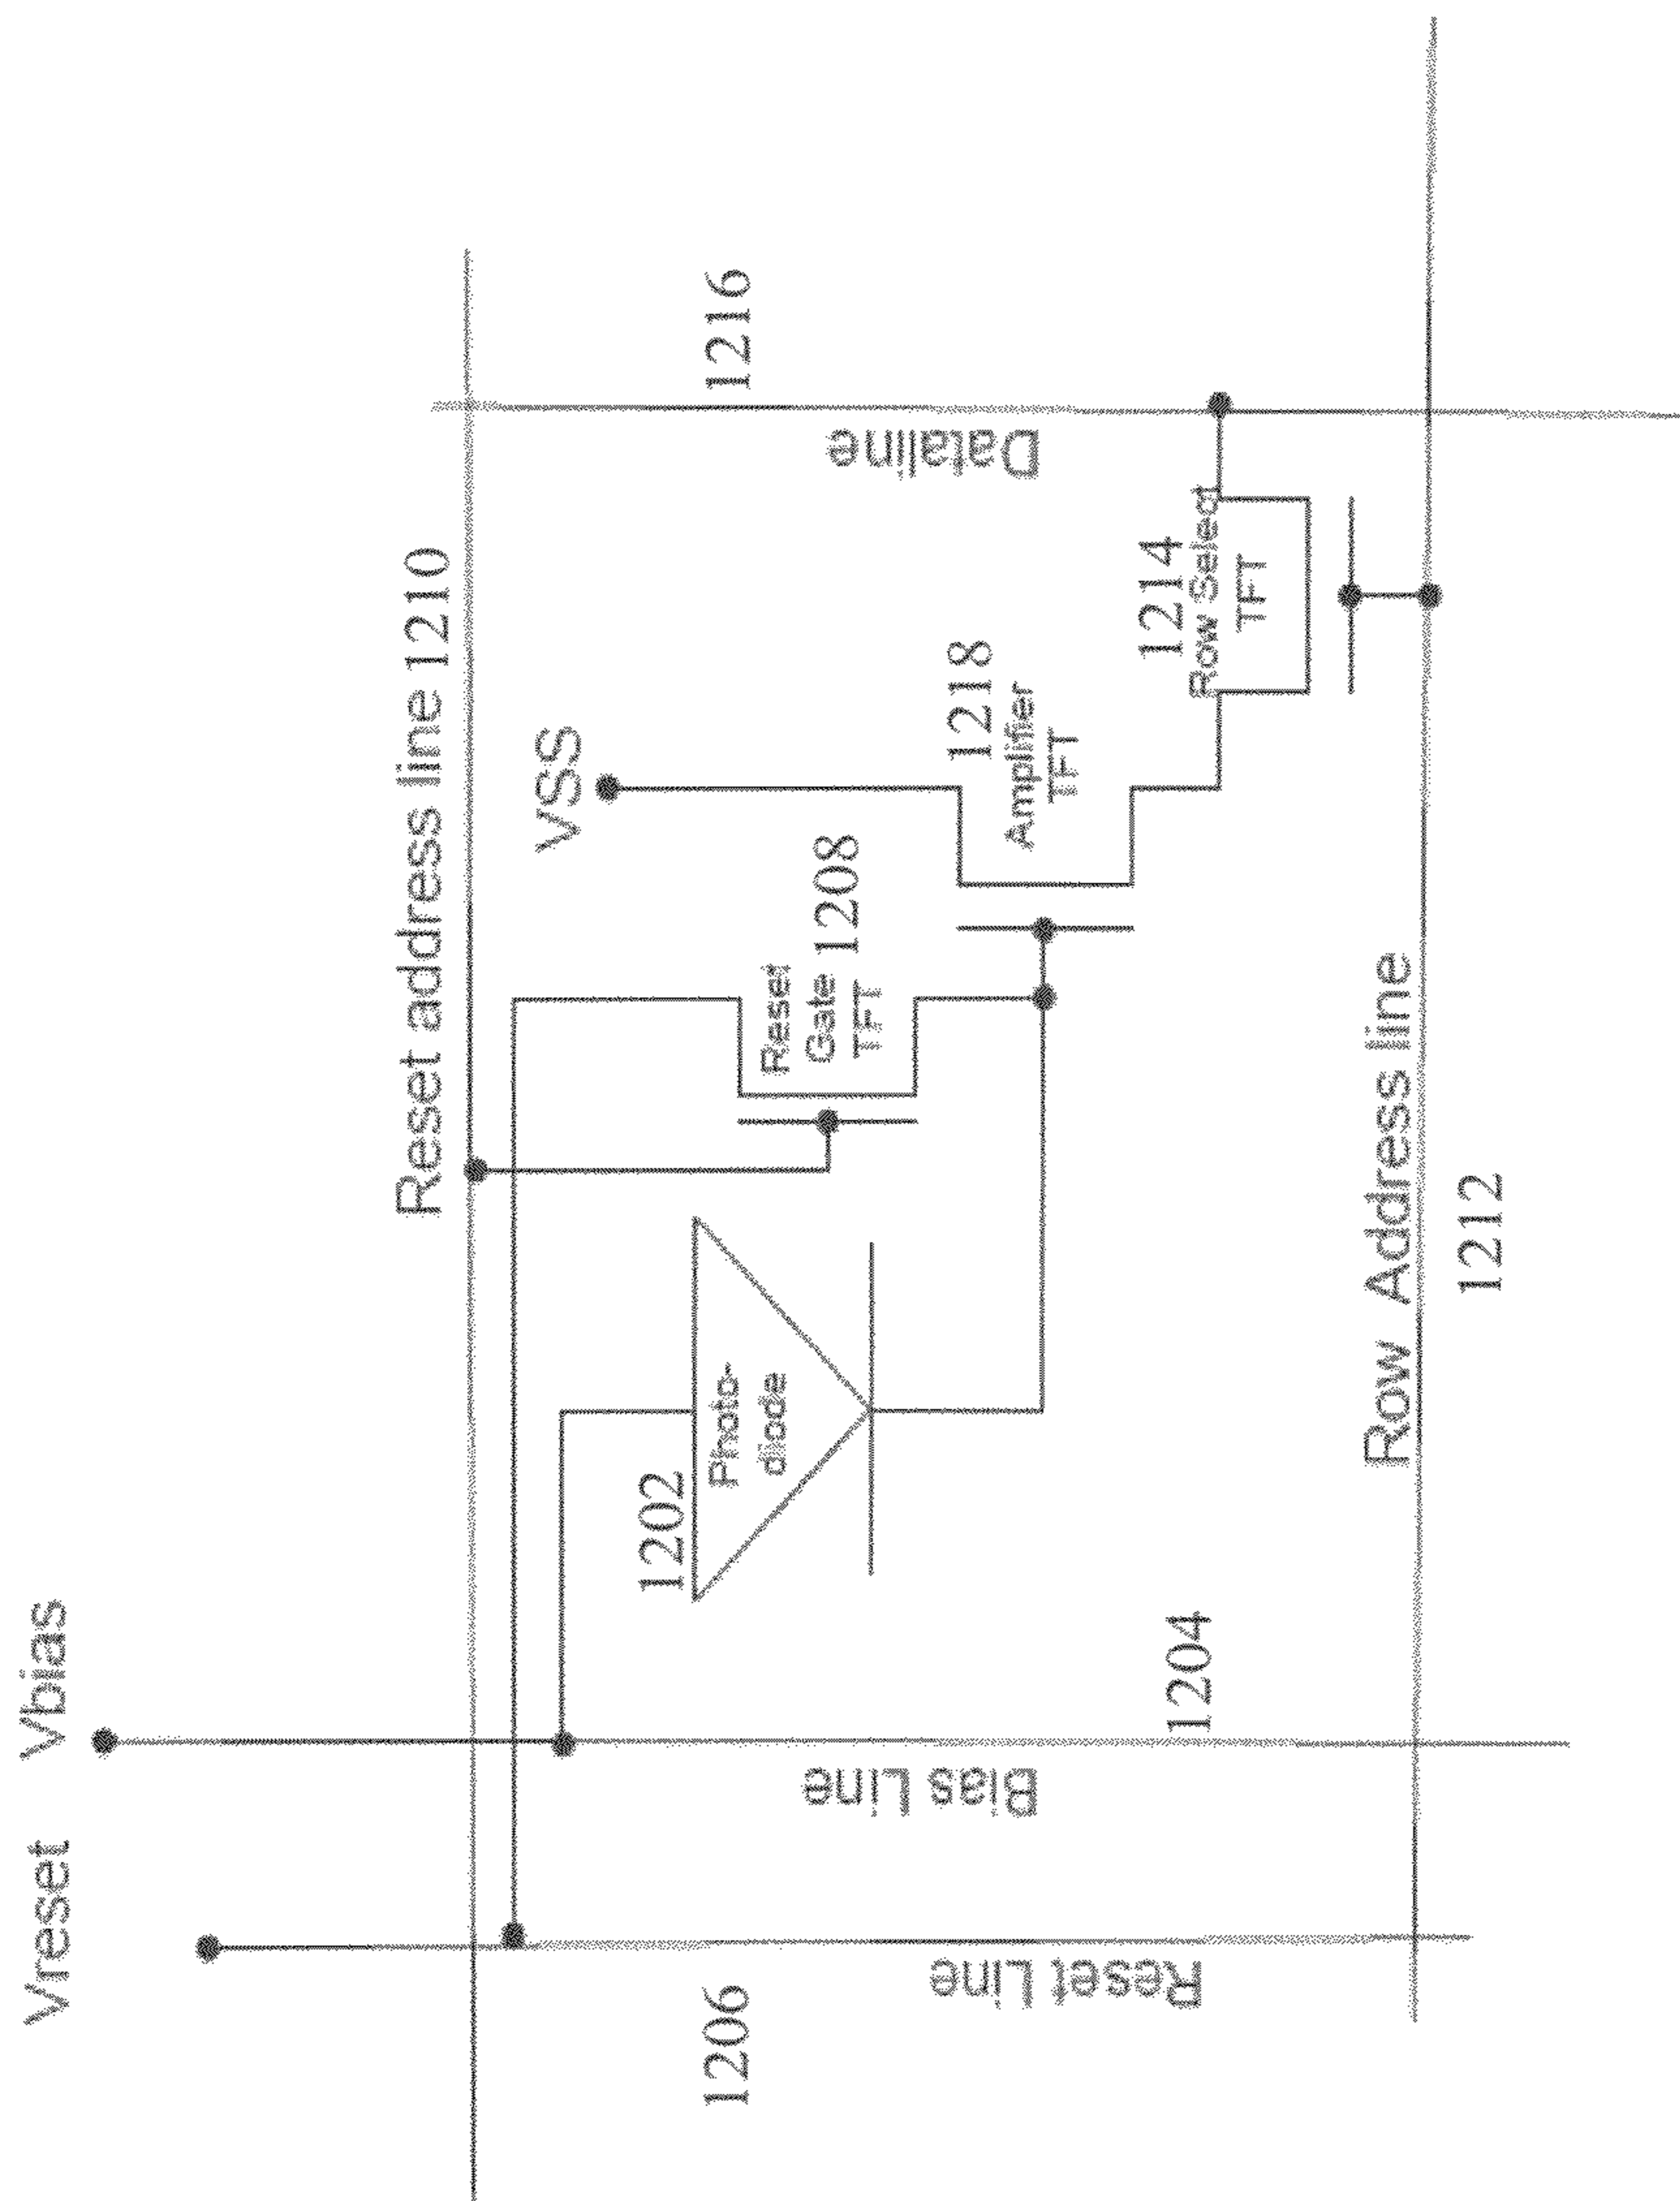 Vreset
Vbias
Reset address line 1210
VSS
1206
Reset Line
Bias Line
1204
1202
Photo-
diode
Reset
Gate 1208
TFT
1218
Amplifier
TFT
1214
Row Select
TFT
Dataline
1216
Row Address line
1212